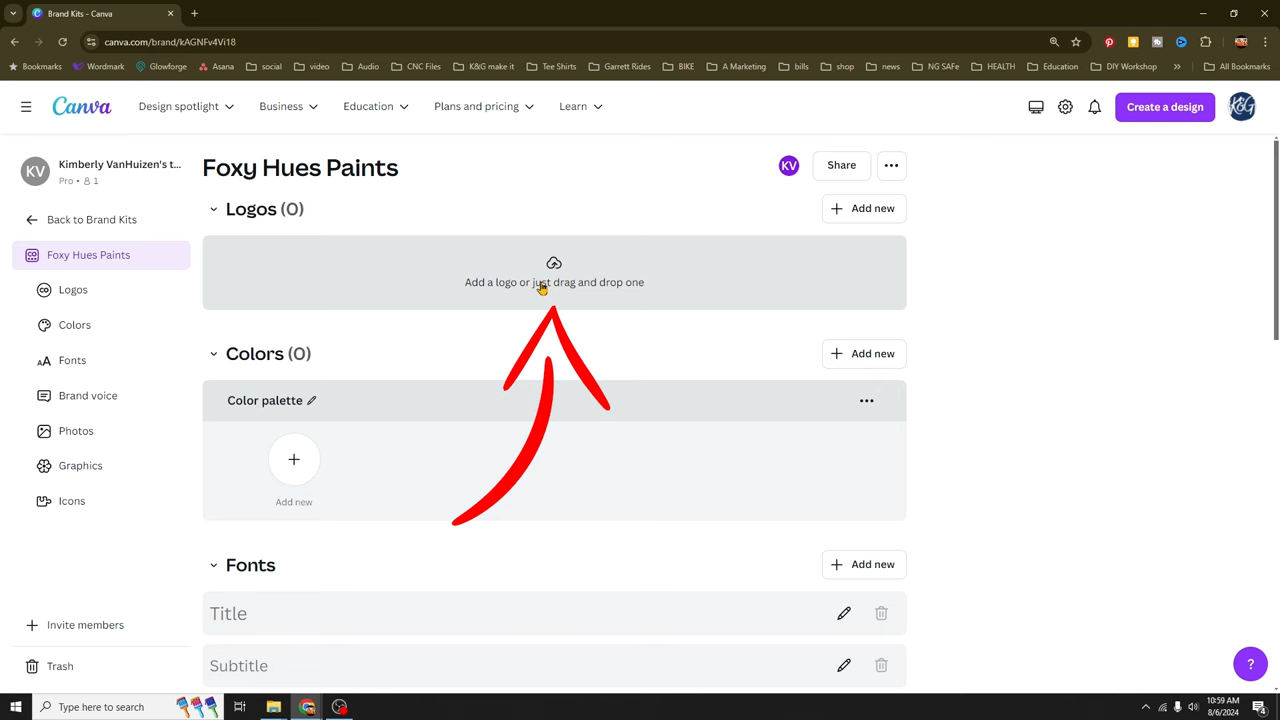 Brand Kits - Canva
canva.com/brand/kAGNFv4Vi18
Bookmarks Wordmark Glowforge Asana social video Audio CNC Files K&G make it Tee Shirts Garrett Rides BIKE A Marketing bills shop news NG SAFe HEALTH Education DIY Workshop » All Bookmarks
Canva Design spotlight Business Education Plans and pricing Learn Create a design K&G
KV Kimberly VanHuizen's t...
Pro • 1
Foxy Hues Paints KV Share
Back to Brand Kits
Logos (0) + Add new
Foxy Hues Paints
Logos
Add a logo or just drag and drop one
Colors
Colors (0) + Add new
Fonts
Brand voice
Color palette
Photos
Graphics
+
Icons
Add new
Fonts + Add new
Title
+ Invite members
Subtitle
Trash
?
Type here to search
10:59 AM
8/6/2024
4